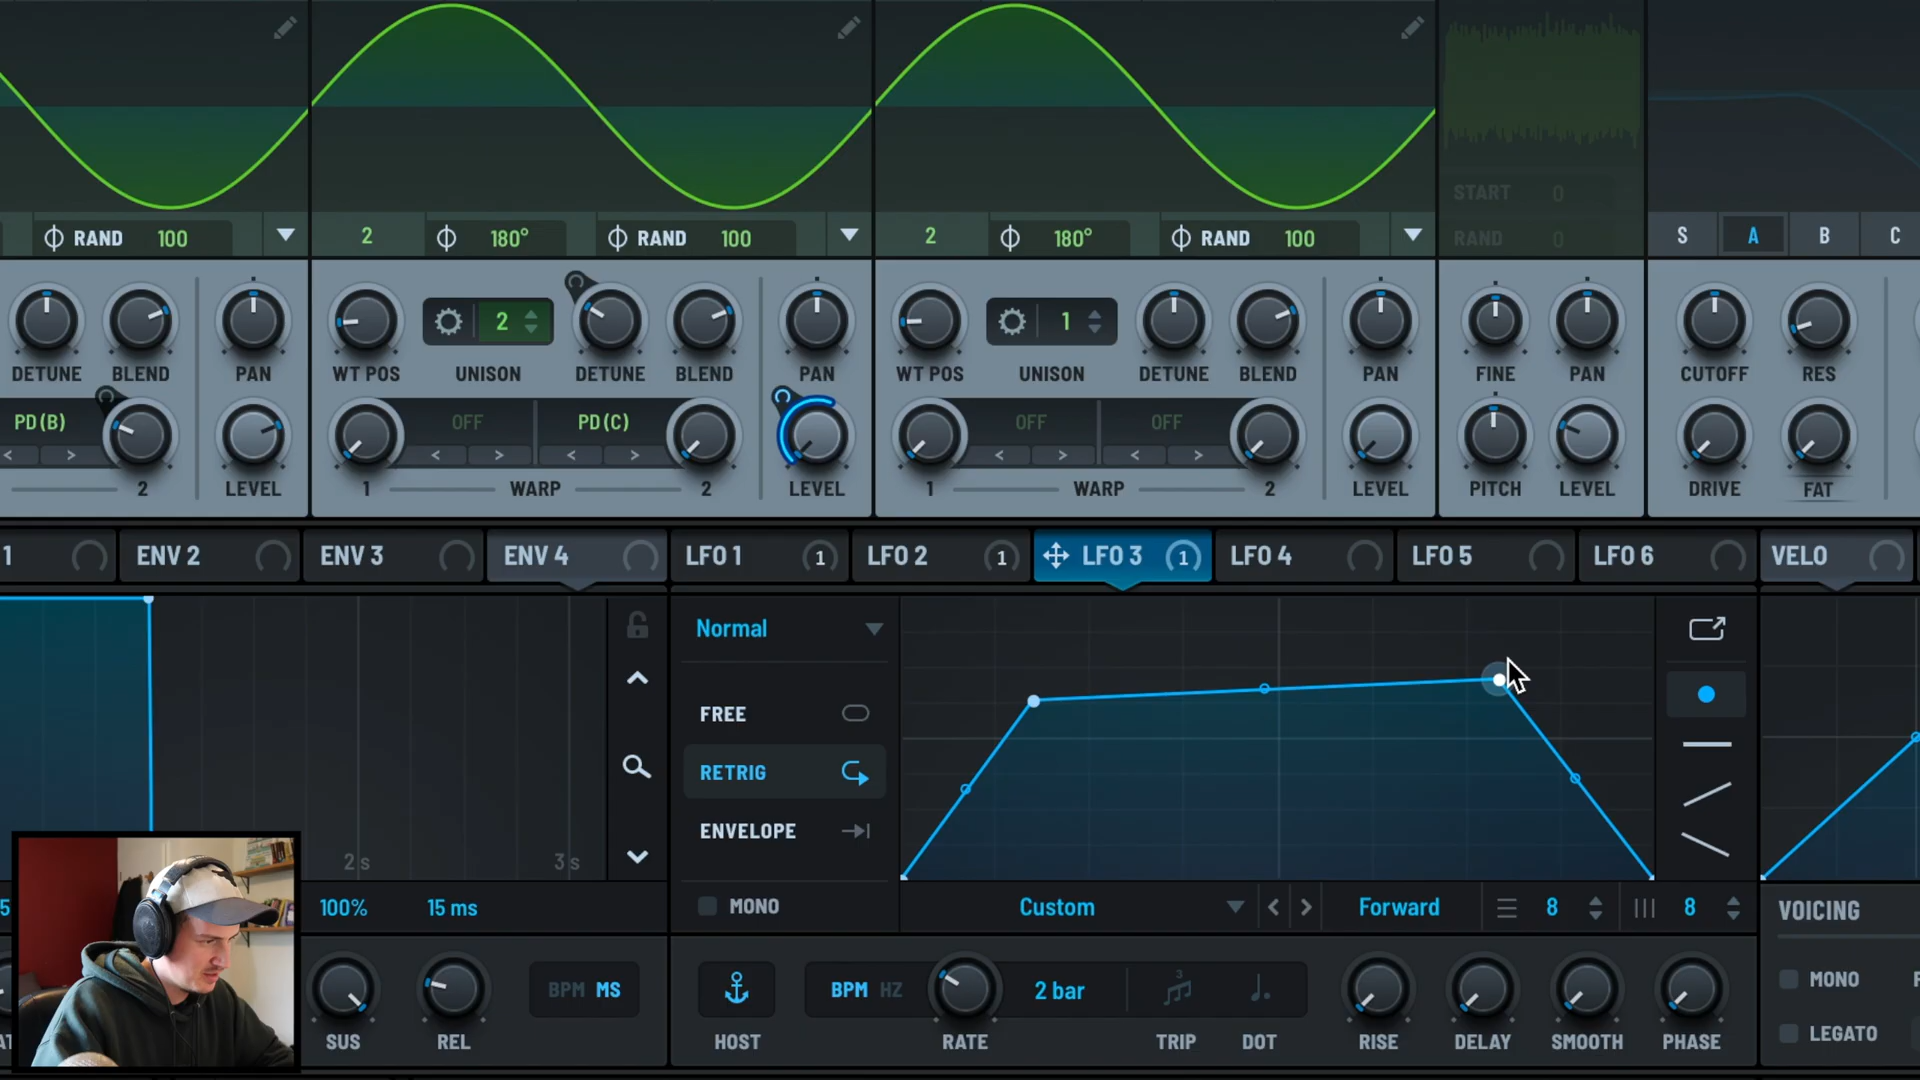 START 0
RAND 100 2 180° RAND 100 2 180° RAND 100 RAND 0 S A B C
2 1
DETUNE BLEND PAN WT POS UNISON DETUNE BLEND PAN WT POS UNISON DETUNE BLEND PAN FINE PAN CUTOFF RES
PD (B) OFF PD (C) OFF OFF
< > < > < > < > < >
2 LEVEL 1 WARP 2 LEVEL 1 WARP 2 LEVEL PITCH LEVEL DRIVE FAT
1 ENV 2 ENV 3 ENV 4 LFO 1 1 LFO 2 1 LFO 3 1 LFO 4 LFO 5 LFO 6 VELO
Normal
FREE
RETRIG
ENVELOPE
2 s 3 s
5 100% 15 ms MONO Custom < > Forward 8 8 VOICING
MONO
BPM MS BPM HZ 2 bar 3
LEGATO
SUS REL HOST RATE TRIP DOT RISE DELAY SMOOTH PHASE